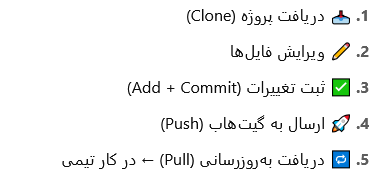 1. 📥 دریافت پروژه (Clone)
2. ✏️ ویرایش فایل‌ها
3. ✅ ثبت تغییرات (Add + Commit)
4. 🚀 ارسال به گیت‌هاب (Push)
5. 🔁 دریافت به‌روزرسانی (Pull) ← در کار تیمی